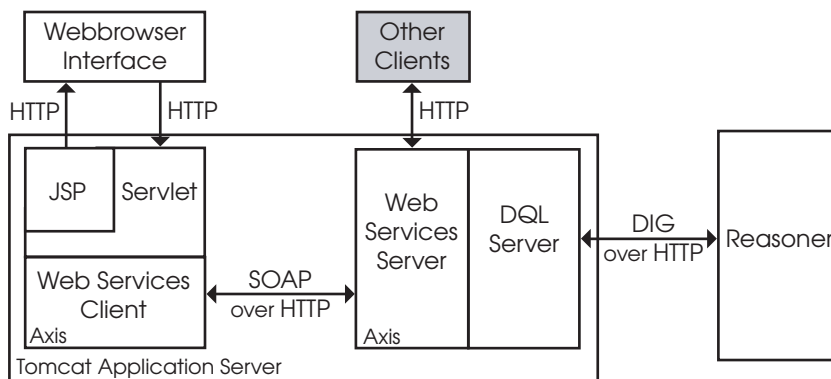 Webbrowser
Interface
Other
Clients
HTTP
HTTP
HTTP
JSP
Servlet
Web
Services
Server
DQL
Server
DIG
over HTTP
Reasoner
Web Services
Client
SOAP
over HTTP
Axis
Axis
Tomcat Application Server